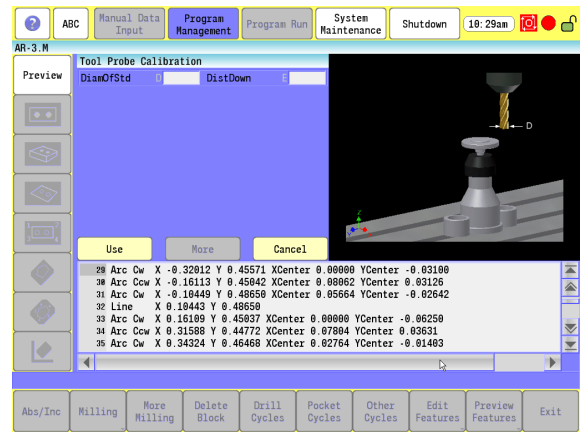 ? ABC Manual Data Input Program Management Program Run System Maintenance Shutdown 10:29am
AR-3.M
Preview
Tool Probe Calibration
DiamOfStd D DistDown E
D
Z
Use More Cancel
29 Arc Cw X -0.32012 Y 0.45571 XCenter 0.00000 YCenter -0.03100
30 Arc Ccw X -0.16113 Y 0.45042 XCenter 0.08062 YCenter 0.03126
31 Arc Cw X -0.10449 Y 0.48650 XCenter 0.05664 YCenter -0.02642
32 Line X 0.10443 Y 0.48650
33 Arc Cw X 0.16109 Y 0.45037 XCenter 0.00000 YCenter -0.06250
34 Arc Ccw X 0.31588 Y 0.44772 XCenter 0.07804 YCenter 0.03631
35 Arc Cw X 0.34324 Y 0.46468 XCenter 0.02764 YCenter -0.01403
Abs/Inc Milling More Milling Delete Block Drill Cycles Pocket Cycles Other Cycles Edit Features Preview Features Exit